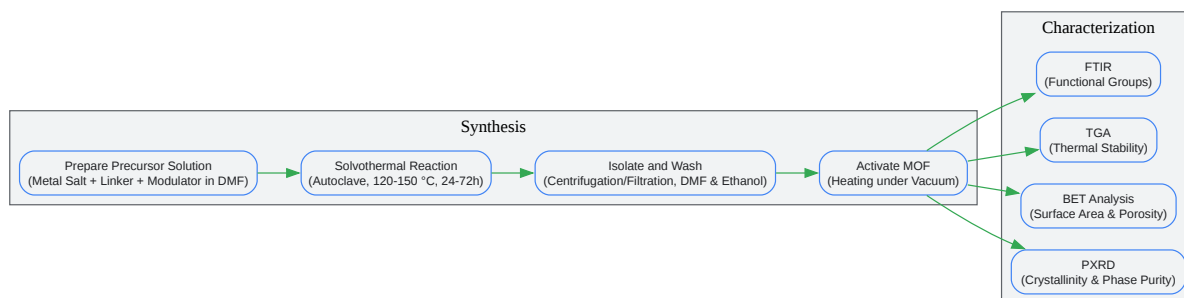 Synthesis
Prepare Precursor Solution
(Metal Salt + Linker + Modulator in DMF)
Solvothermal Reaction
(Autoclave, 120-150 °C, 24-72h)
Isolate and Wash
(Centrifugation/Filtration, DMF & Ethanol)
Activate MOF
(Heating under Vacuum)
Characterization
FTIR
(Functional Groups)
TGA
(Thermal Stability)
BET Analysis
(Surface Area & Porosity)
PXRD
(Crystallinity & Phase Purity)